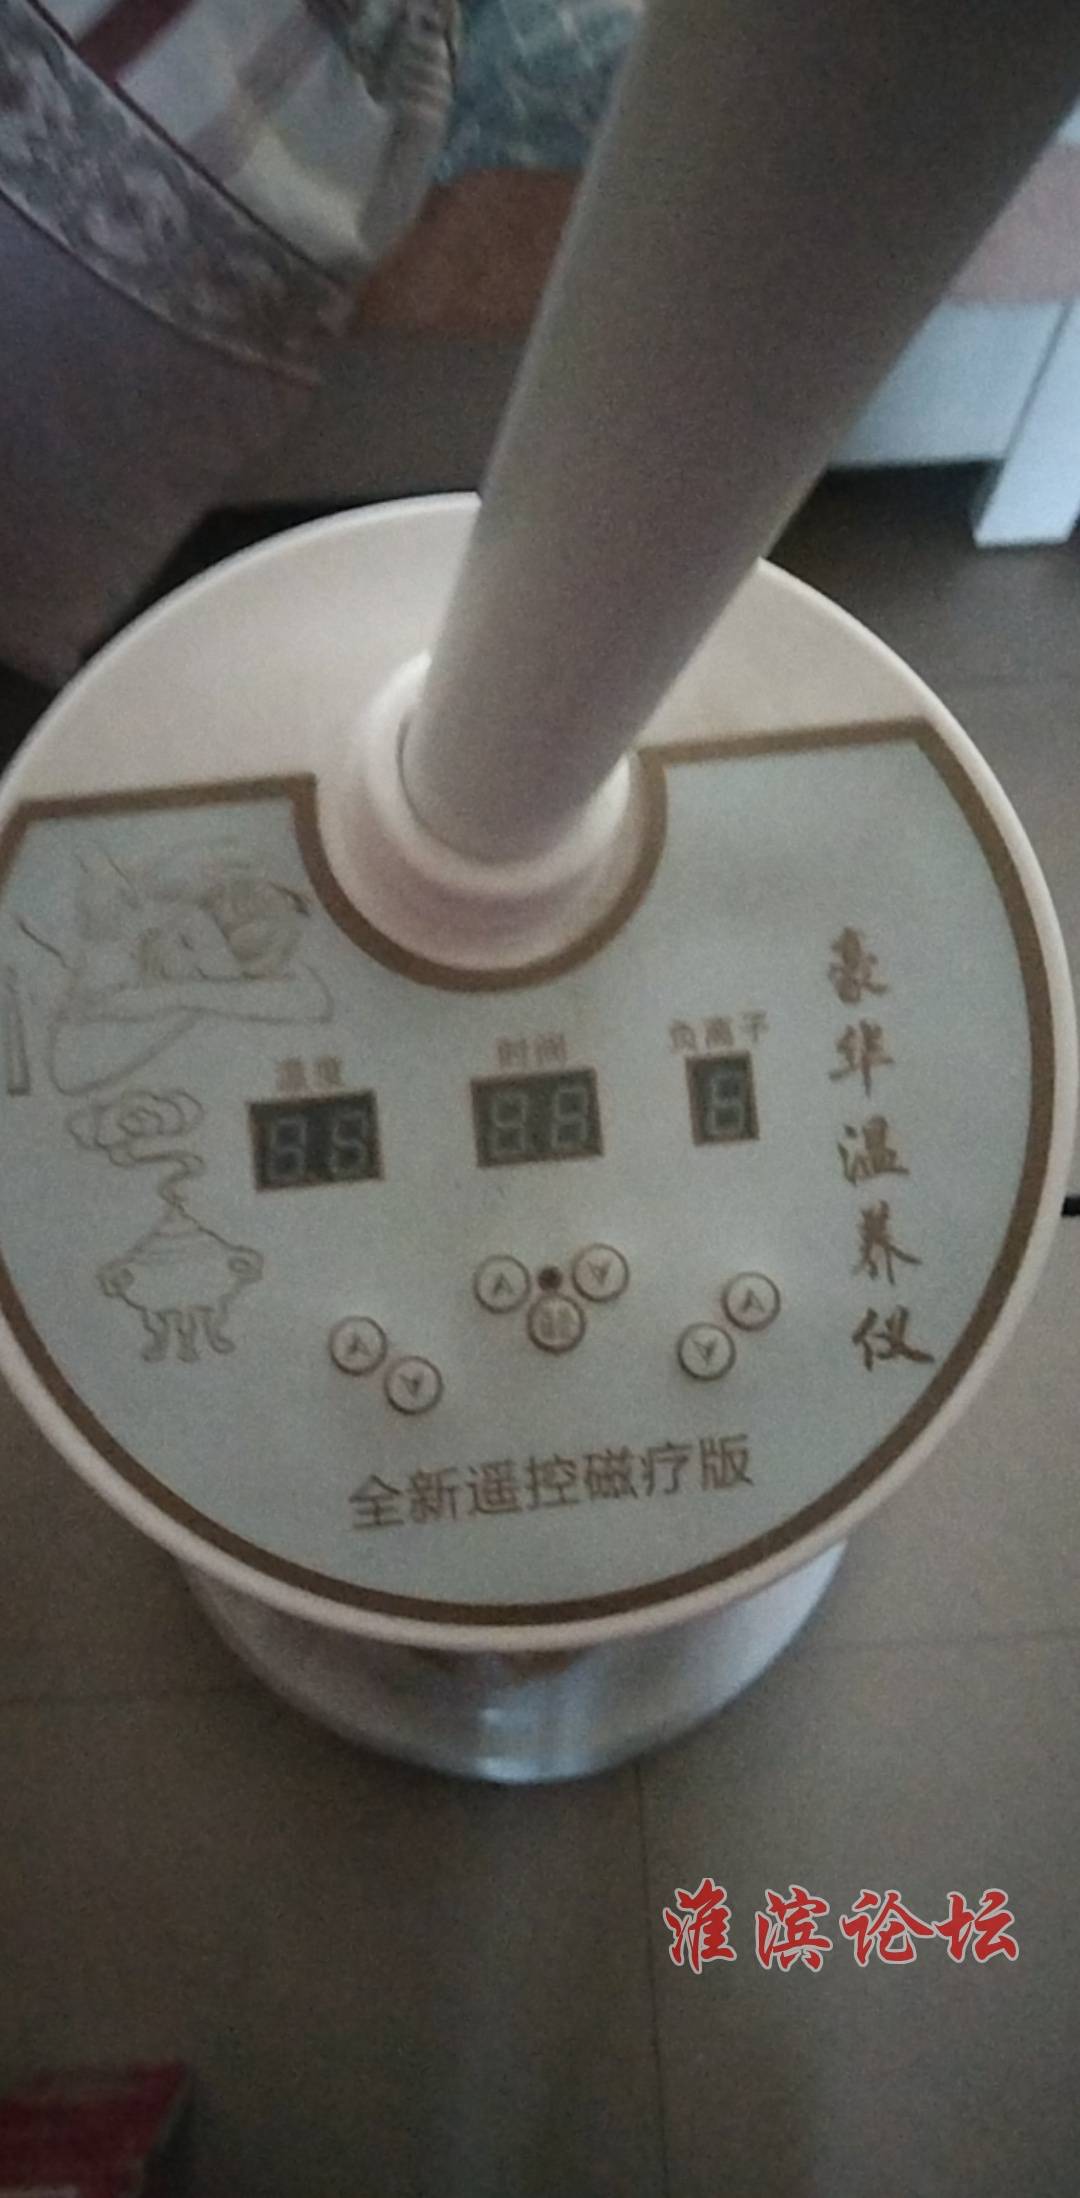 温度
时间
负离子
豪华温养仪
全新遥控磁疗版
淮滨论坛